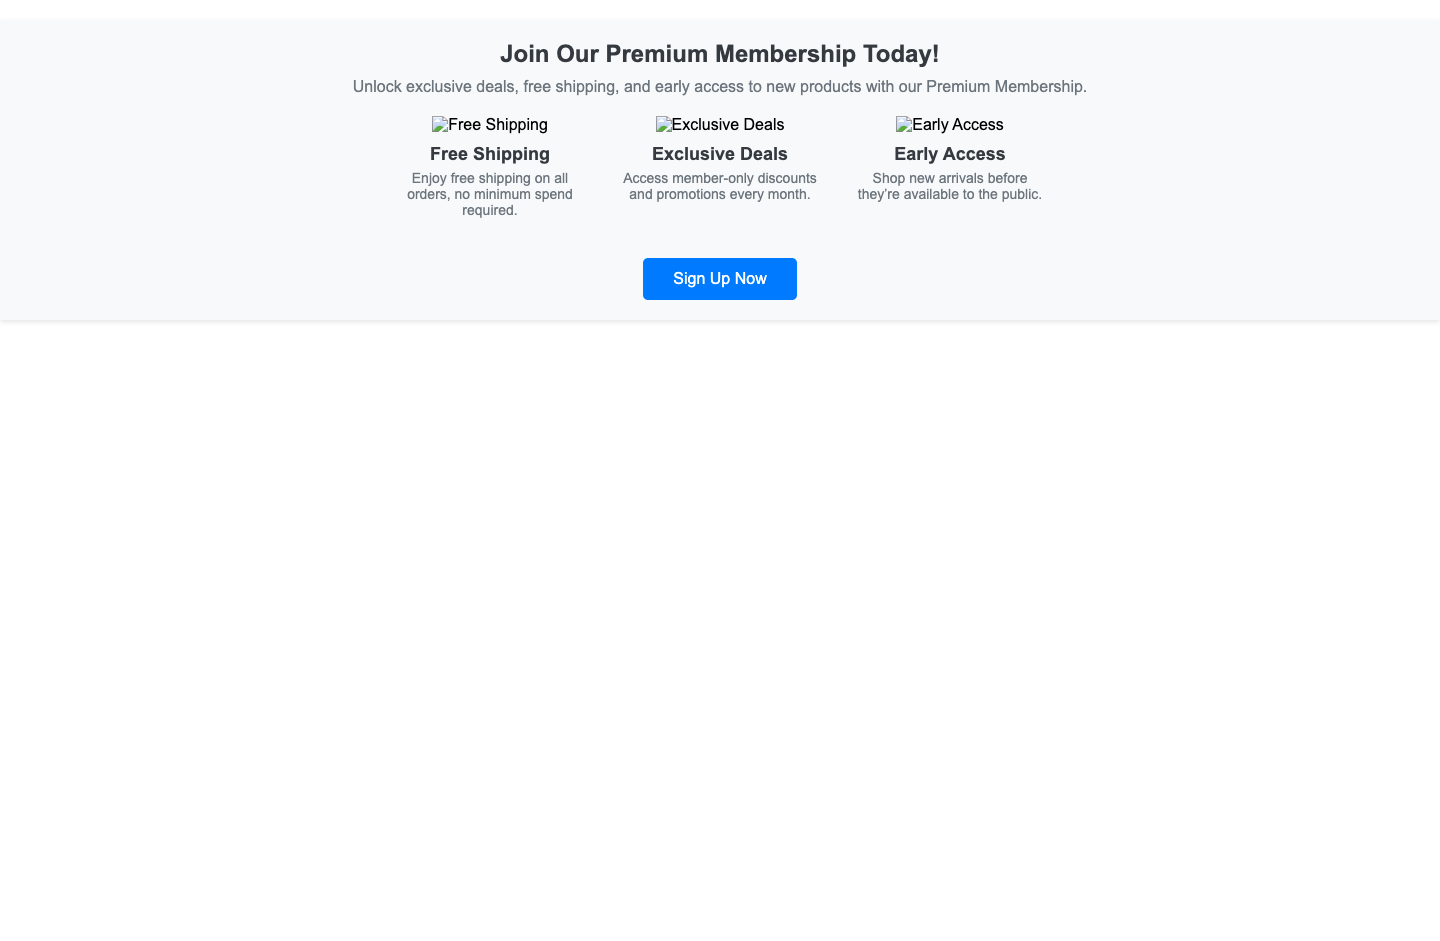 Join Our Premium Membership Today!
Unlock exclusive deals, free shipping, and early access to new products with our Premium Membership.
Free Shipping
Exclusive Deals
Early Access
Free Shipping
Enjoy free shipping on all
orders, no minimum spend
required.
Exclusive Deals
Access member-only discounts
and promotions every month.
Early Access
Shop new arrivals before
they’re available to the public.
Sign Up Now